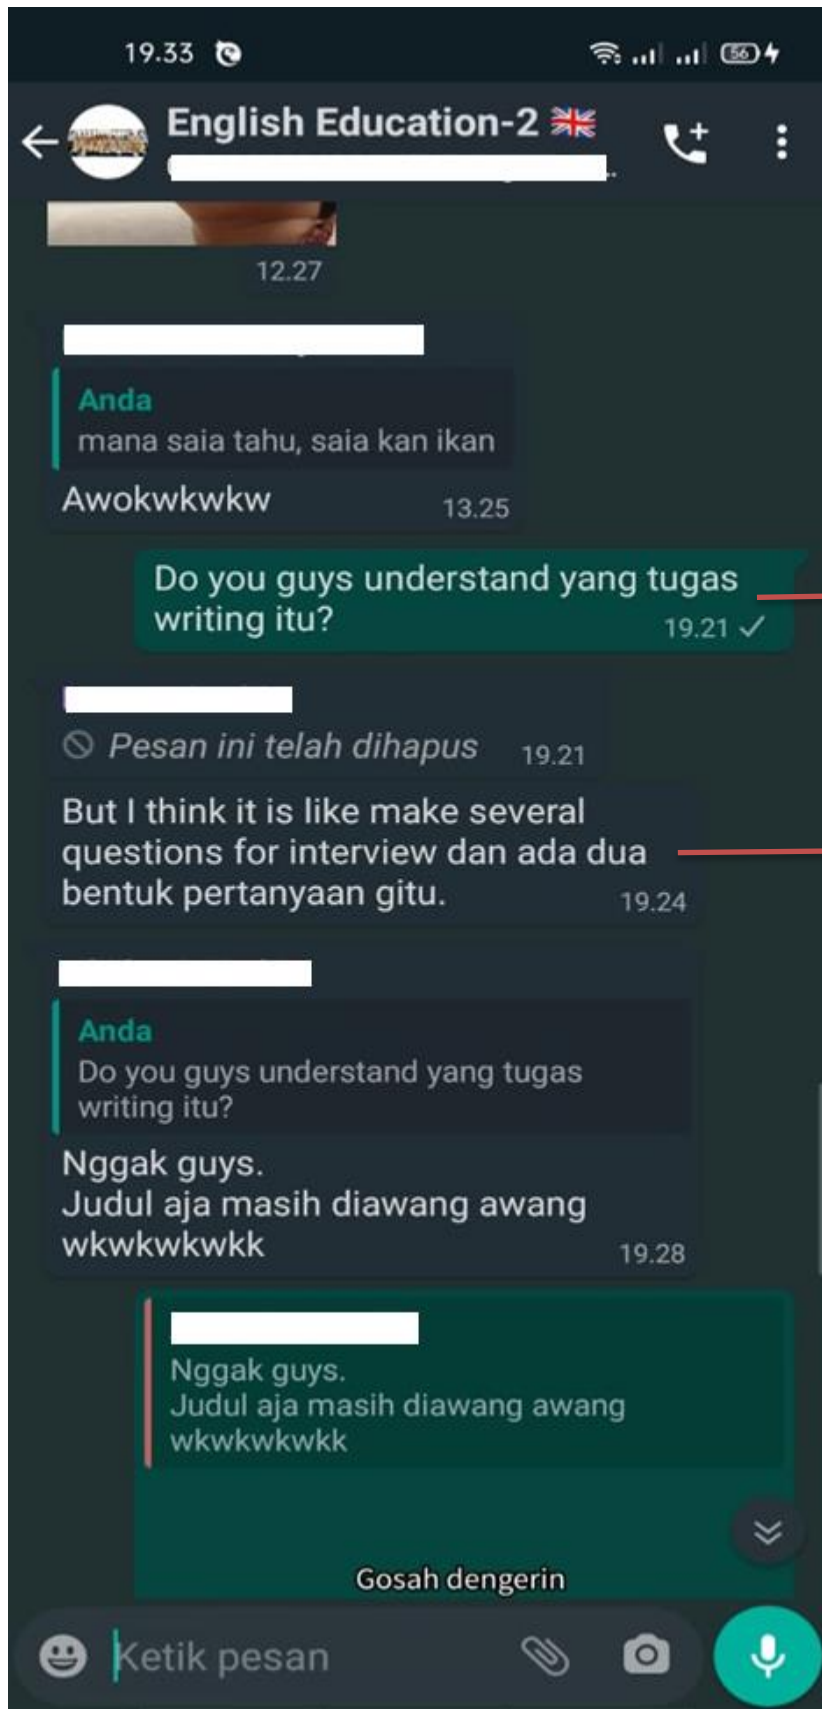 19.33
56
English Education-2
12.27
Anda
mana saia tahu, saia kan ikan
Awokwkwkw
13.25
Do you guys understand yang tugas
writing itu?
19.21
Pesan ini telah dihapus
19.21
But I think it is like make several
questions for interview dan ada dua
bentuk pertanyaan gitu.
19.24
Anda
Do you guys understand yang tugas
writing itu?
Nggak guys.
Judul aja masih diawang awang
wkwkwkwkk
19.28
Nggak guys.
Judul aja masih diawang awang
wkwkwkwkk
Gosah dengerin
Ketik pesan